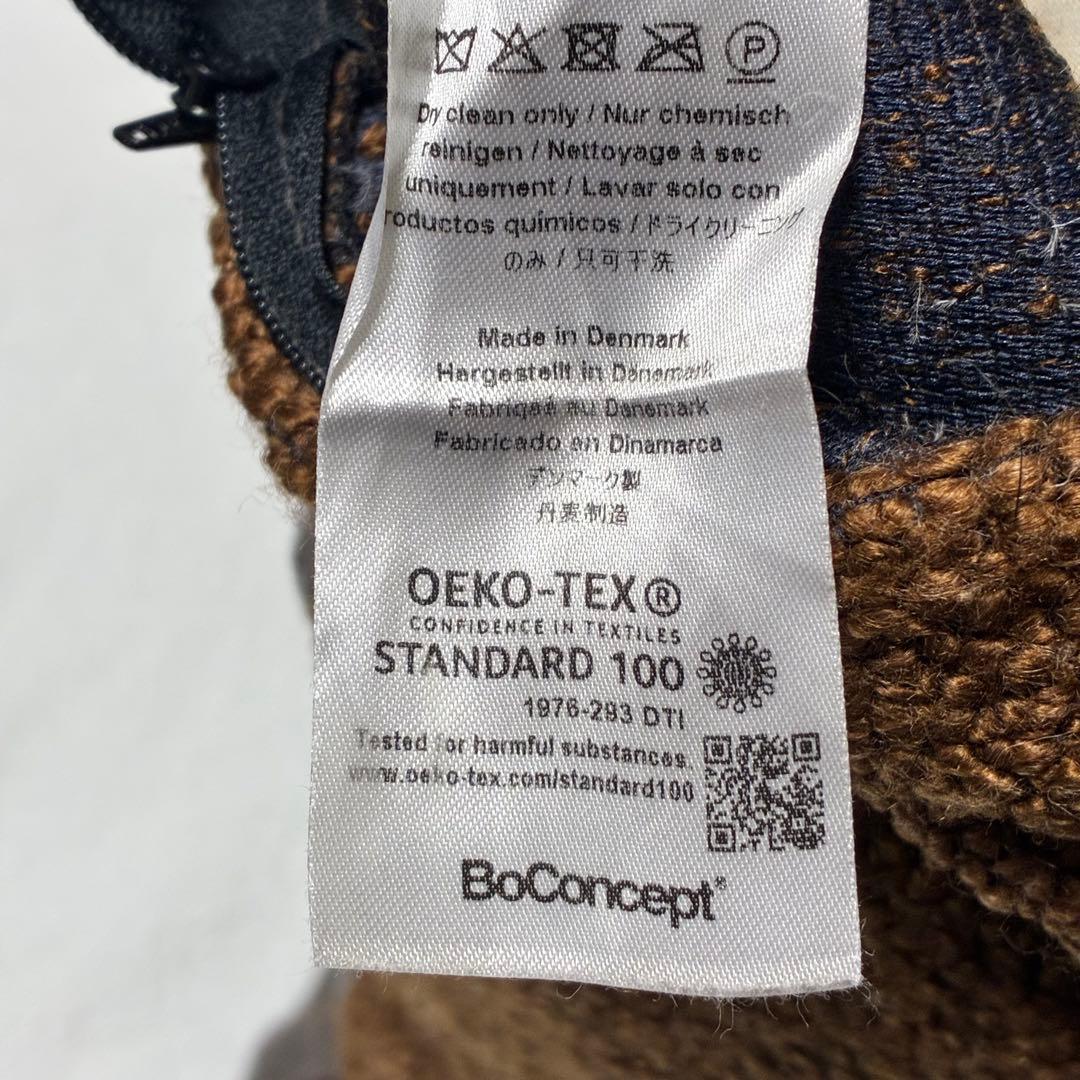 P
Dry clean only / Nur chemisch
reinigen / Nettoyage à sec
uniquement / Lavar solo con
roductos quimicos / ドライクリーニング
のみ / 只可干洗
Made in Denmark
Hergestellt in Dänemark
Fabriqué au Danemark
Fabricado en Dinamarca
デンマーク製
丹麦制造
OEKO-TEX®
CONFIDENCE IN TEXTILES
STANDARD 100
1976-293 DTI
Tested for harmful substances.
www.oeko-tex.com/standard100
BoConcept®